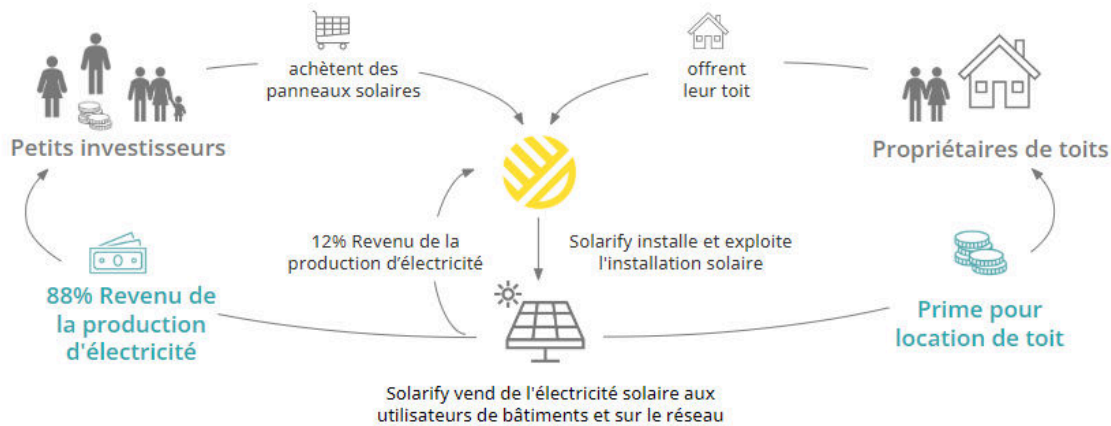 achètent des
panneaux solaires
offrent
leur toit
Petits investisseurs
Propriétaires de toits
12% Revenu de la
production d'électricité
Solarify installe et exploite
l'installation solaire
88% Revenu de
la production
d'électricité
Prime pour
location de toit
Solarify vend de l'électricité solaire aux
utilisateurs de bâtiments et sur le réseau